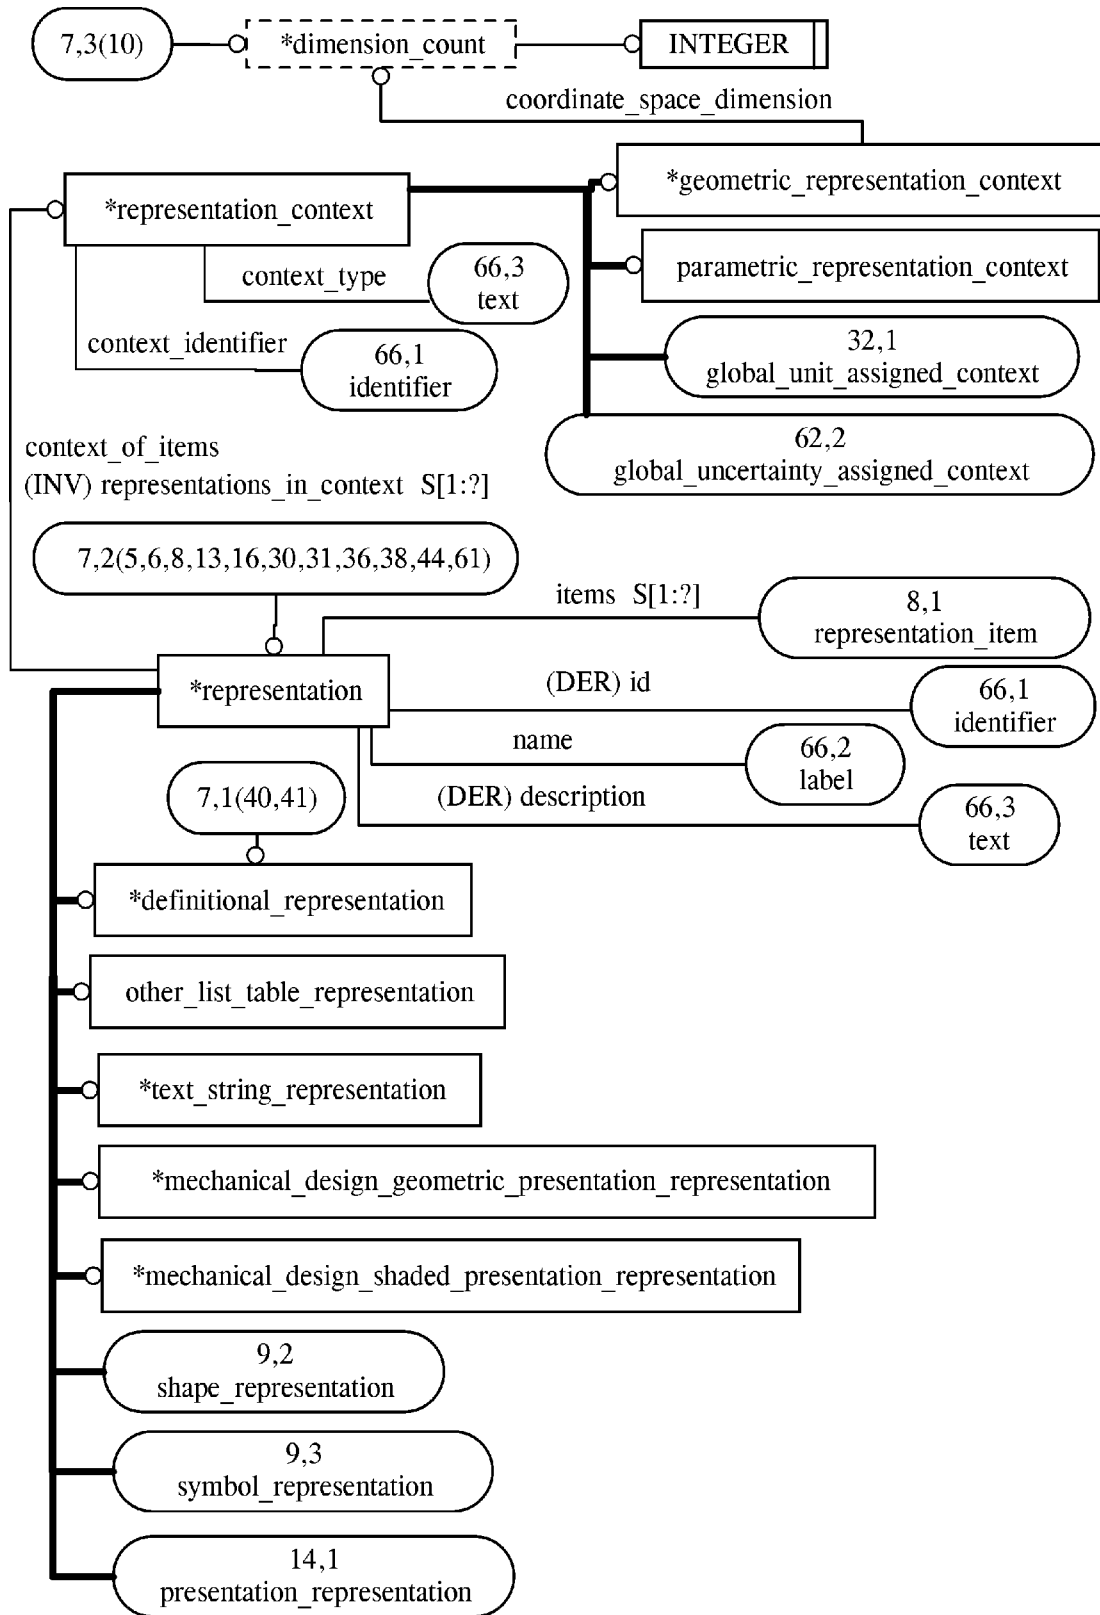 7,3(10)
*dimension_count
INTEGER
coordinate_space_dimension
*geometric_representation_context
*representation_context
parametric_representation_context
context_type
66,3
text
context_identifier
66,1
identifier
32,1
global_unit_assigned_context
62,2
global_uncertainty_assigned_context
context_of_items
(INV) representations_in_context S[1:?]
7,2(5,6,8,13,16,30,31,36,38,44,61)
items S[1:?]
8,1
representation_item
*representation
(DER) id
66,1
identifier
name
66,2
label
7,1(40,41)
(DER) description
66,3
text
*definitional_representation
other_list_table_representation
*text_string_representation
*mechanical_design_geometric_presentation_representation
*mechanical_design_shaded_presentation_representation
9,2
shape_representation
9,3
symbol_representation
14,1
presentation_representation